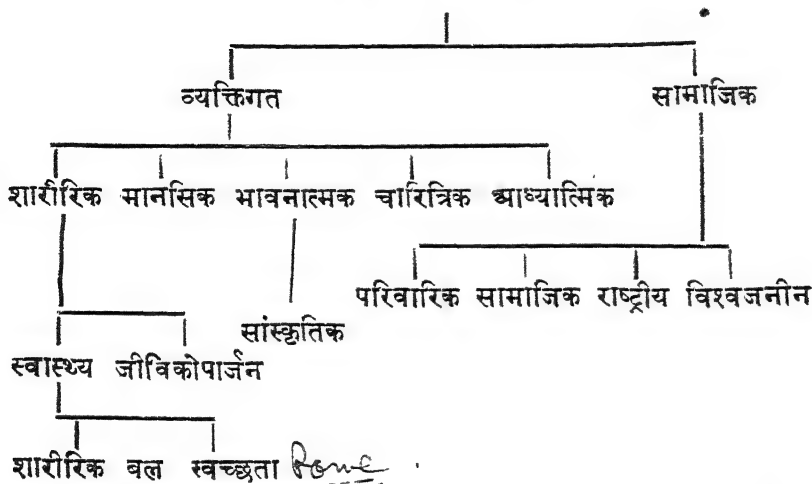 व्यक्तिगत सामाजिक
शारीरिक मानसिक भावनात्मक चारित्रिक आध्यात्मिक
परिवारिक सामाजिक राष्ट्रीय विश्वजनीन
सांस्कृतिक
स्वास्थ्य जीविकोपार्जन
शारीरिक बल स्वच्छता